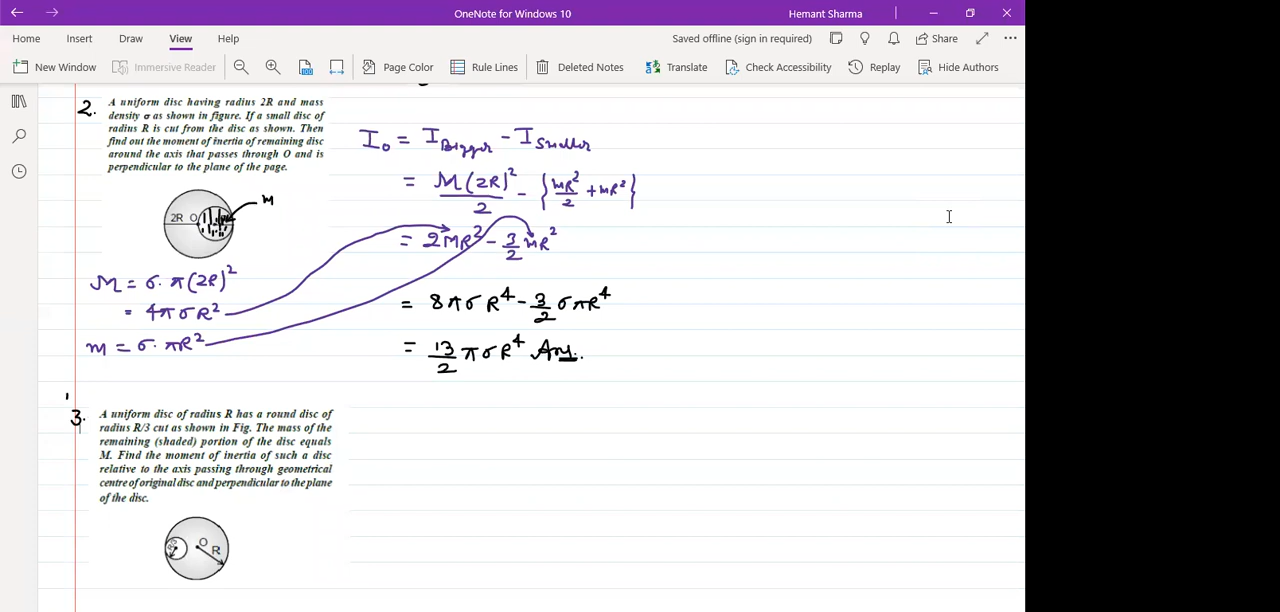 OneNote for Windows 10
Hemant Sharma
Home Insert Draw View Help
Saved offline (sign in required) Share
New Window Immersive Reader 100 Page Color Rule Lines Deleted Notes Translate Check Accessibility Replay Hide Authors
2. A uniform disc having radius 2R and mass
density σ as shown in figure. If a small disc of
radius R is cut from the disc as shown. Then
find out the moment of inertia of remaining disc
around the axis that passes through O and is
perpendicular to the plane of the page.
2R O m
M = σ. π(2R)²
= 4πσR²
m = σ. πR²
I₀ = I Bigger − I Smaller
= M(2R)²/2 − {mR²/2 + mR²}
= 2MR² − 3/2 mR²
= 8πσR⁴ − 3/2 σπR⁴
= 13/2 πσR⁴ Ans.
3. A uniform disc of radius R has a round disc of
radius R/3 cut as shown in Fig. The mass of the
remaining (shaded) portion of the disc equals
M. Find the moment of inertia of such a disc
relative to the axis passing through geometrical
centre of original disc and perpendicular to the plane
of the disc.
R/3 O R